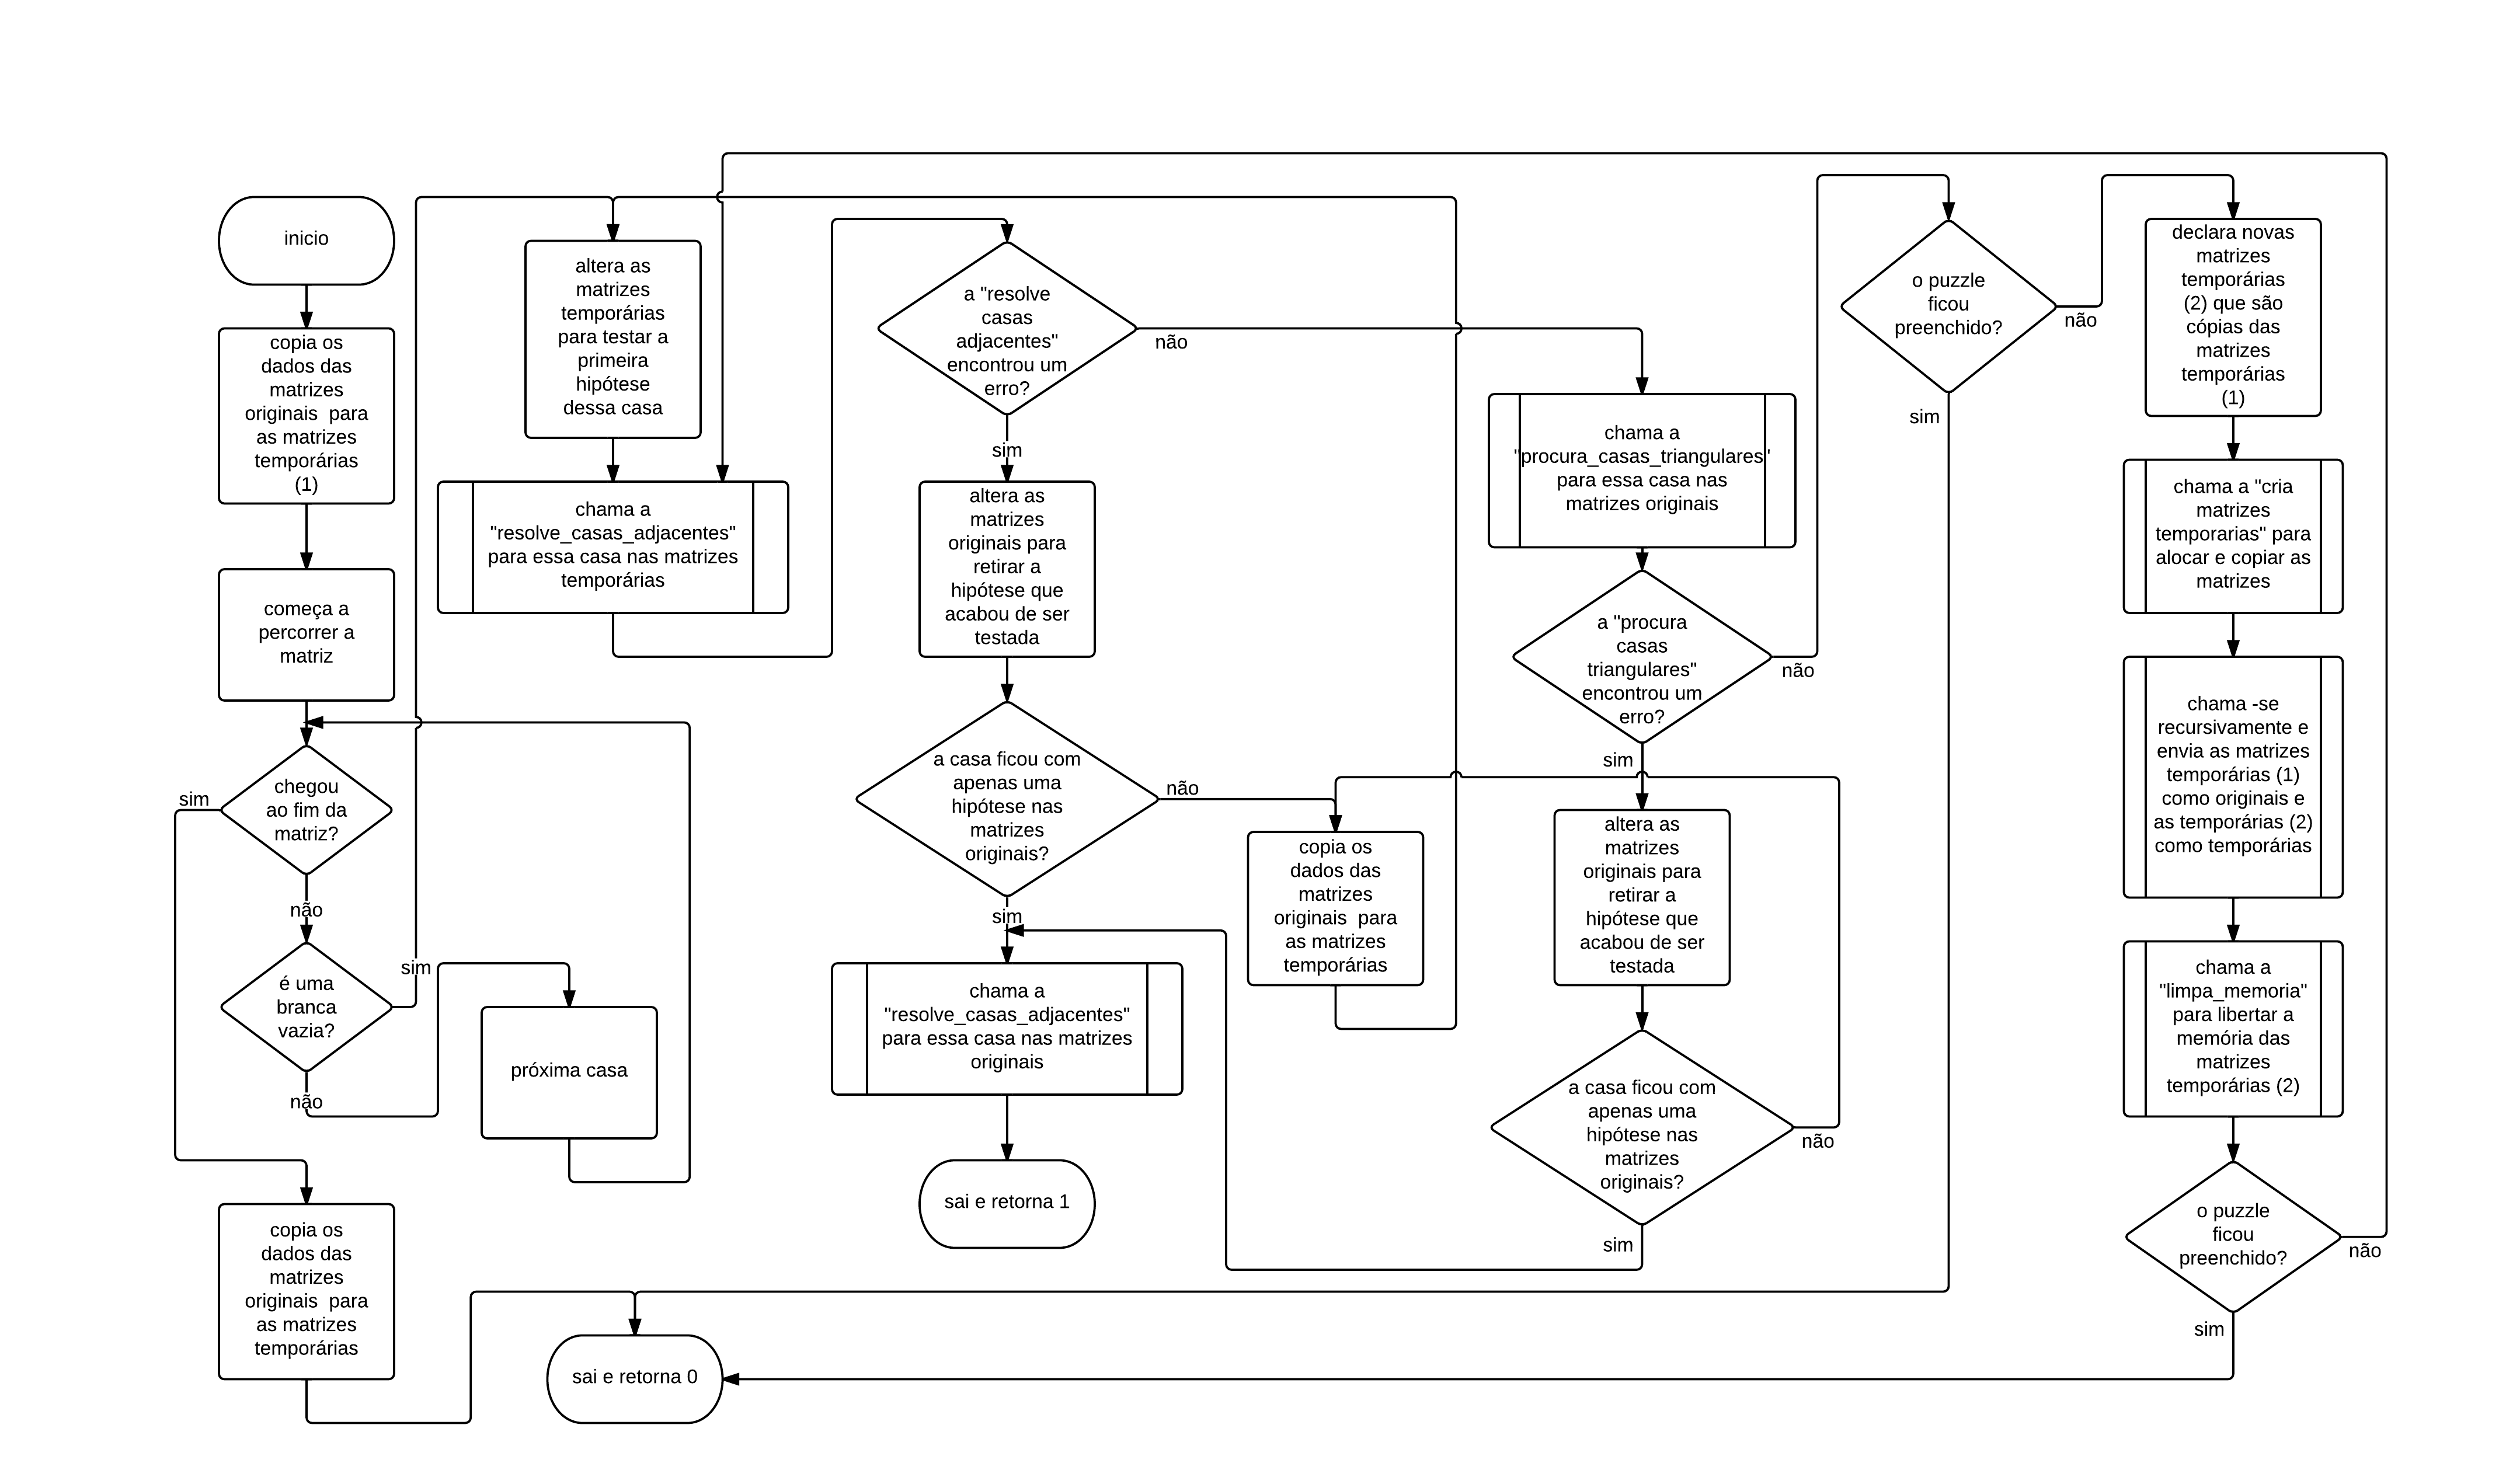 inicio
copia os
dados das
matrizes
originais  para
as matrizes
temporárias
(1)
começa a
percorrer a
matriz
chegou
ao fim da
matriz?
sim
não
é uma
branca
vazia?
sim
não
próxima casa
copia os
dados das
matrizes
originais  para
as matrizes
temporárias
sai e retorna 0
altera as
matrizes
temporárias
para testar a
primeira
hipótese
dessa casa
chama a
"resolve_casas_adjacentes"
para essa casa nas matrizes
temporárias
a "resolve
casas
adjacentes"
encontrou um
erro?
não
sim
altera as
matrizes
originais para
retirar a
hipótese que
acabou de ser
testada
a casa ficou com
apenas uma
hipótese nas
matrizes
originais?
não
sim
chama a
"resolve_casas_adjacentes"
para essa casa nas matrizes
originais
sai e retorna 1
copia os
dados das
matrizes
originais  para
as matrizes
temporárias
chama a
"procura_casas_triangulares"
para essa casa nas
matrizes originais
a "procura
casas
triangulares"
encontrou um
erro?
não
sim
altera as
matrizes
originais para
retirar a
hipótese que
acabou de ser
testada
a casa ficou com
apenas uma
hipótese nas
matrizes
originais?
não
sim
o puzzle
ficou
preenchido?
não
sim
declara novas
matrizes
temporárias
(2) que são
cópias das
matrizes
temporárias
(1)
chama a "cria
matrizes
temporarias" para
alocar e copiar as
matrizes
chama -se
recursivamente e
envia as matrizes
temporárias (1)
como originais e
as temporárias (2)
como temporárias
chama a
"limpa_memoria"
para libertar a
memória das
matrizes
temporárias (2)
o puzzle
ficou
preenchido?
não
sim